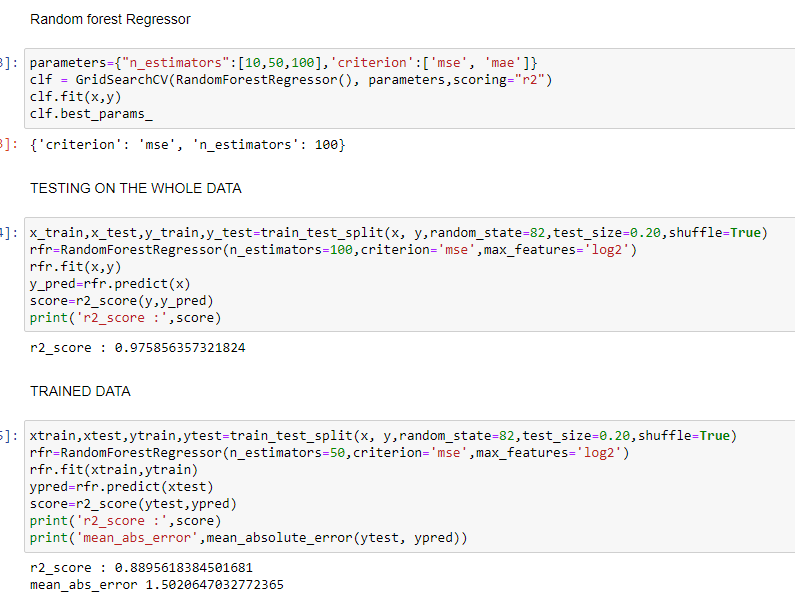 Random forest Regressor
3]: parameters={"n_estimators":[10,50,100],'criterion':['mse', 'mae']}
clf = GridSearchCV(RandomForestRegressor(), parameters,scoring="r2")
clf.fit(x,y)
clf.best_params_
3]: {'criterion': 'mse', 'n_estimators': 100}
TESTING ON THE WHOLE DATA
4]: x_train,x_test,y_train,y_test=train_test_split(x, y,random_state=82,test_size=0.20,shuffle=True)
rfr=RandomForestRegressor(n_estimators=100,criterion='mse',max_features='log2')
rfr.fit(x,y)
y_pred=rfr.predict(x)
score=r2_score(y,y_pred)
print('r2_score :',score)
r2_score : 0.975856357321824
TRAINED DATA
5]: xtrain,xtest,ytrain,ytest=train_test_split(x, y,random_state=82,test_size=0.20,shuffle=True)
rfr=RandomForestRegressor(n_estimators=50,criterion='mse',max_features='log2')
rfr.fit(xtrain,ytrain)
ypred=rfr.predict(xtest)
score=r2_score(ytest,ypred)
print('r2_score :',score)
print('mean_abs_error',mean_absolute_error(ytest, ypred))
r2_score : 0.8895618384501681
mean_abs_error 1.5020647032772365